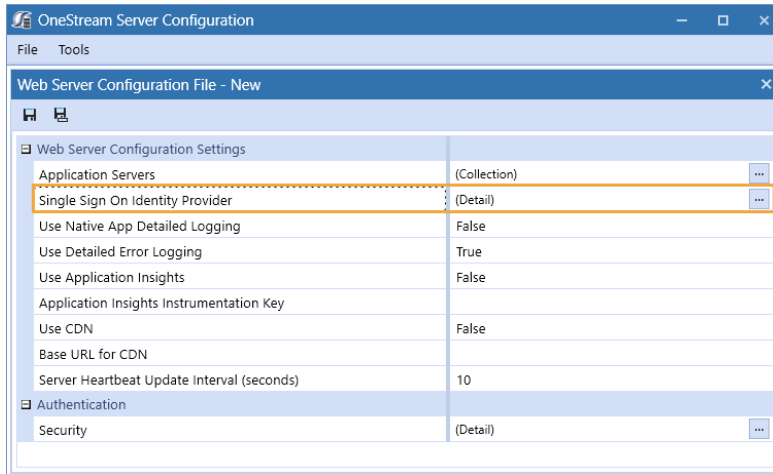 OneStream Server Configuration
File Tools
Web Server Configuration File - New
Web Server Configuration Settings
Application Servers (Collection) ...
Single Sign On Identity Provider (Detail) ...
Use Native App Detailed Logging False
Use Detailed Error Logging True
Use Application Insights False
Application Insights Instrumentation Key
Use CDN False
Base URL for CDN
Server Heartbeat Update Interval (seconds) 10
Authentication
Security (Detail) ...